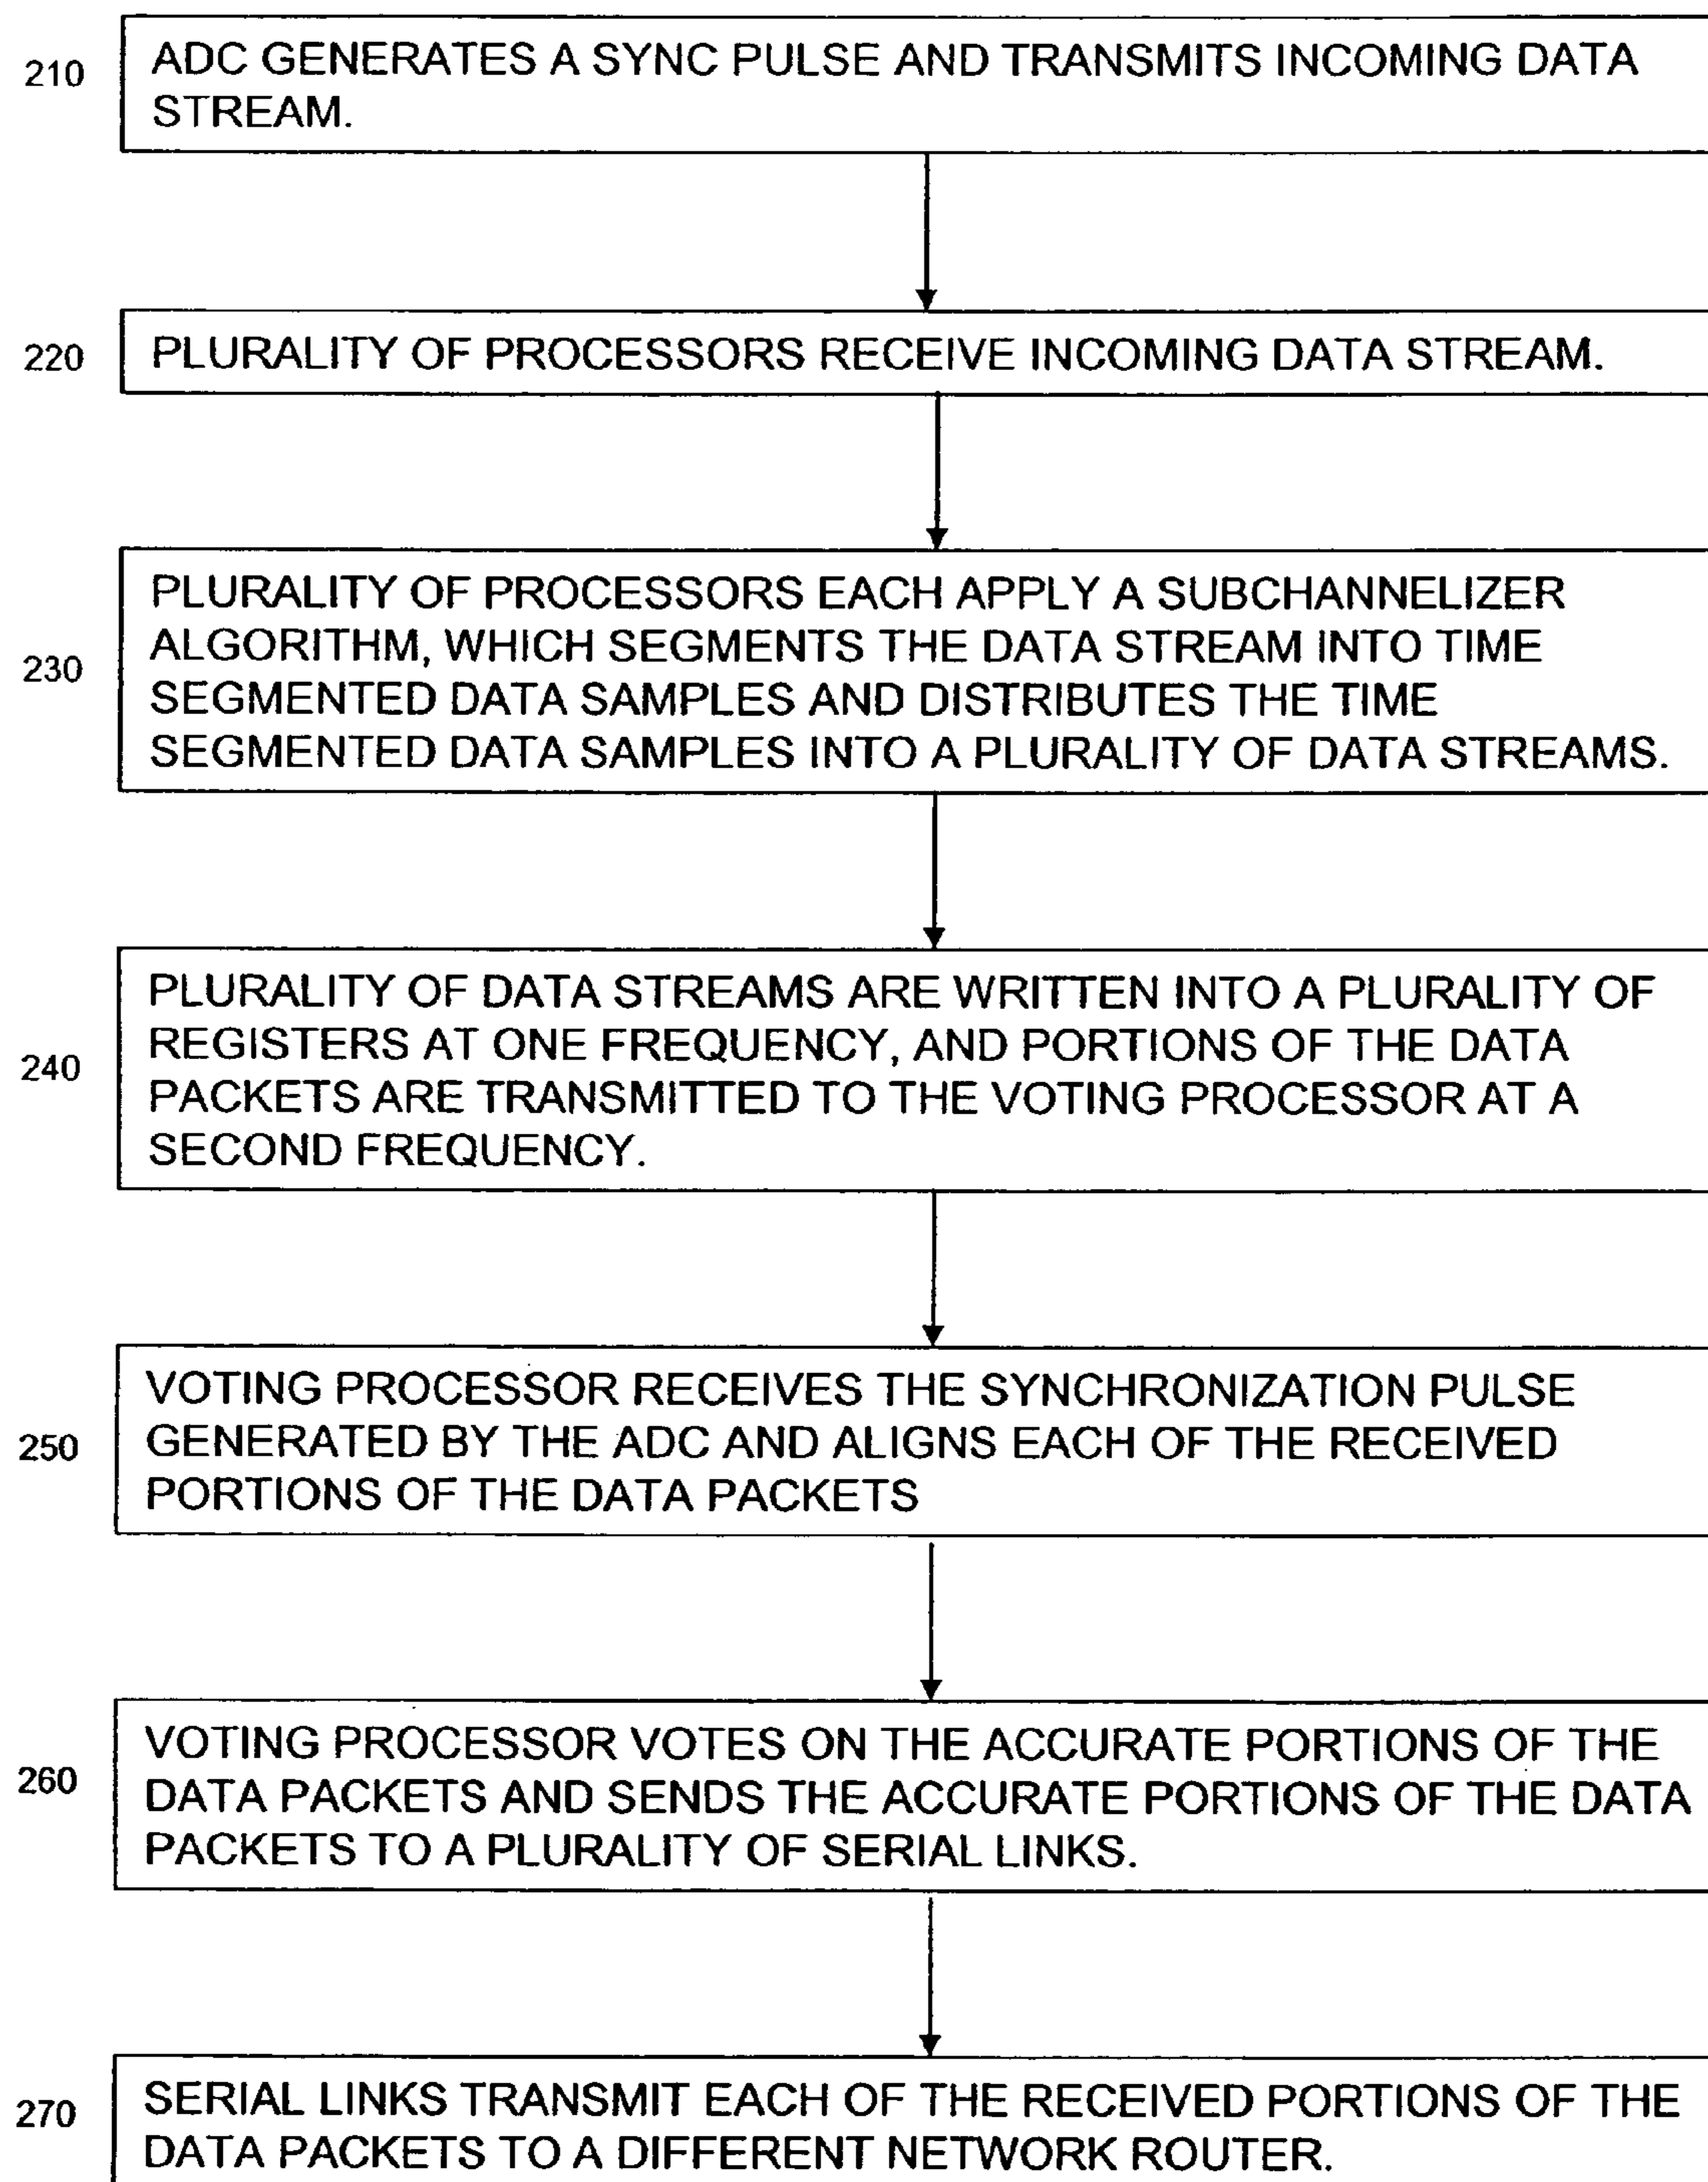 210
ADC GENERATES A SYNC PULSE AND TRANSMITS INCOMING DATA
STREAM.
220
PLURALITY OF PROCESSORS RECEIVE INCOMING DATA STREAM.
230
PLURALITY OF PROCESSORS EACH APPLY A SUBCHANNELIZER
ALGORITHM, WHICH SEGMENTS THE DATA STREAM INTO TIME
SEGMENTED DATA SAMPLES AND DISTRIBUTES THE TIME
SEGMENTED DATA SAMPLES INTO A PLURALITY OF DATA STREAMS.
240
PLURALITY OF DATA STREAMS ARE WRITTEN INTO A PLURALITY OF
REGISTERS AT ONE FREQUENCY, AND PORTIONS OF THE DATA
PACKETS ARE TRANSMITTED TO THE VOTING PROCESSOR AT A
SECOND FREQUENCY.
250
VOTING PROCESSOR RECEIVES THE SYNCHRONIZATION PULSE
GENERATED BY THE ADC AND ALIGNS EACH OF THE RECEIVED
PORTIONS OF THE DATA PACKETS
260
VOTING PROCESSOR VOTES ON THE ACCURATE PORTIONS OF THE
DATA PACKETS AND SENDS THE ACCURATE PORTIONS OF THE DATA
PACKETS TO A PLURALITY OF SERIAL LINKS.
270
SERIAL LINKS TRANSMIT EACH OF THE RECEIVED PORTIONS OF THE
DATA PACKETS TO A DIFFERENT NETWORK ROUTER.